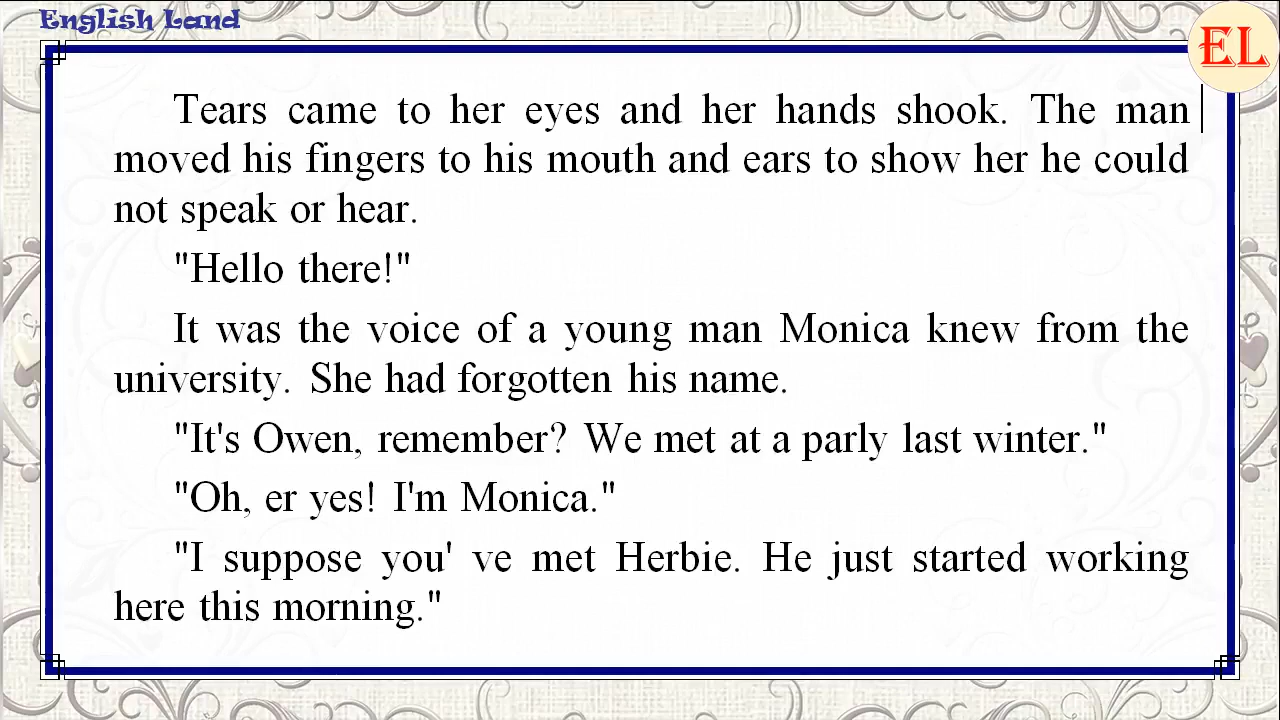 English Land
EL
Tears came to her eyes and her hands shook. The man
moved his fingers to his mouth and ears to show her he could
not speak or hear.
"Hello there!"
It was the voice of a young man Monica knew from the
university. She had forgotten his name.
"It's Owen, remember? We met at a parly last winter."
"Oh, er yes! I'm Monica."
"I suppose you' ve met Herbie. He just started working
here this morning."